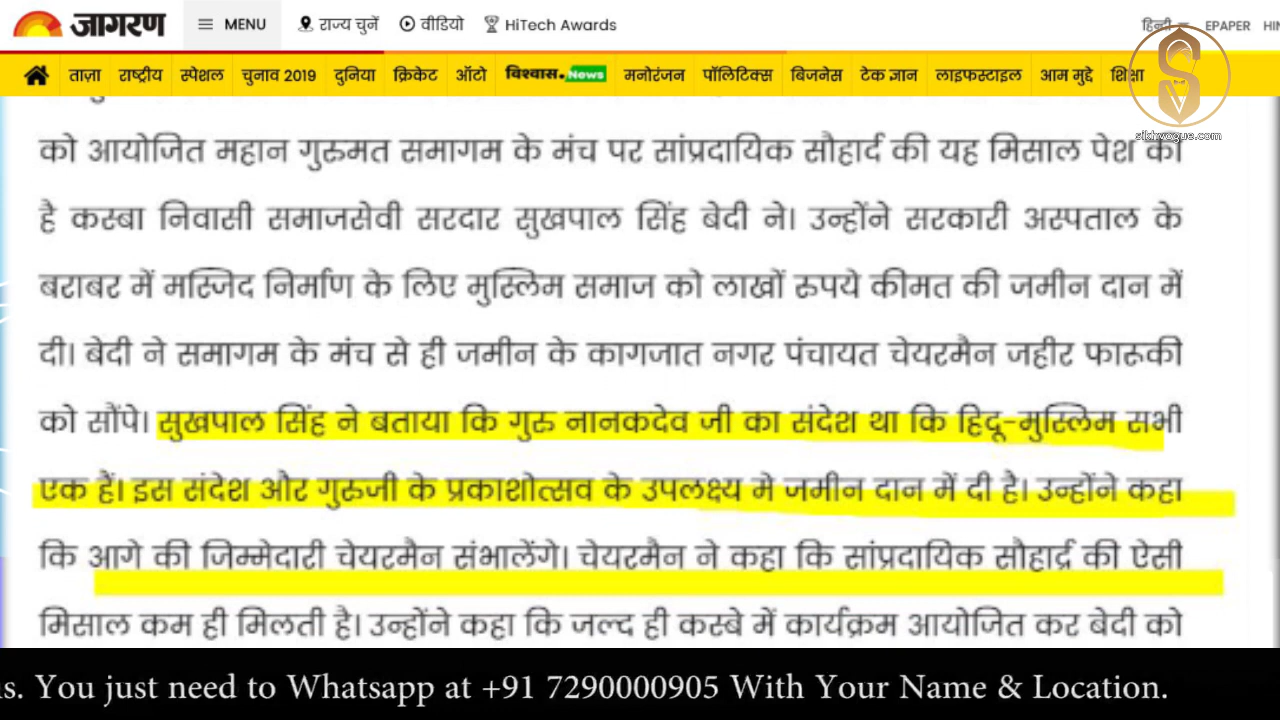 जागरण MENU राज्य चुनें वीडियो HiTech Awards हिन्दी EPAPER HIN
ताज़ा राष्ट्रीय स्पेशल चुनाव 2019 दुनिया क्रिकेट ऑटो विश्वास.News मनोरंजन पॉलिटिक्स बिजनेस टेक ज्ञान लाइफस्टाइल आम मुद्दे शिक्षा
sikhvogue.com
को आयोजित महान गुरुमत समागम के मंच पर सांप्रदायिक सौहार्द की यह मिसाल पेश की
है कस्बा निवासी समाजसेवी सरदार सुखपाल सिंह बेदी ने। उन्होंने सरकारी अस्पताल के
बराबर में मस्जिद निर्माण के लिए मुस्लिम समाज को लाखों रुपये कीमत की जमीन दान में
दी। बेदी ने समागम के मंच से ही जमीन के कागजात नगर पंचायत चेयरमैन जहीर फारूकी
को सौंपे। सुखपाल सिंह ने बताया कि गुरु नानकदेव जी का संदेश था कि हिदू-मुस्लिम सभी
एक हैं। इस संदेश और गुरुजी के प्रकाशोत्सव के उपलक्ष्य मे जमीन दान में दी है। उन्होंने कहा
कि आगे की जिम्मेदारी चेयरमैन संभालेंगे। चेयरमैन ने कहा कि सांप्रदायिक सौहार्द्र की ऐसी
मिसाल कम ही मिलती है। उन्होंने कहा कि जल्द ही कस्बे में कार्यक्रम आयोजित कर बेदी को
s. You just need to Whatsapp at +91 7290000905 With Your Name & Location.